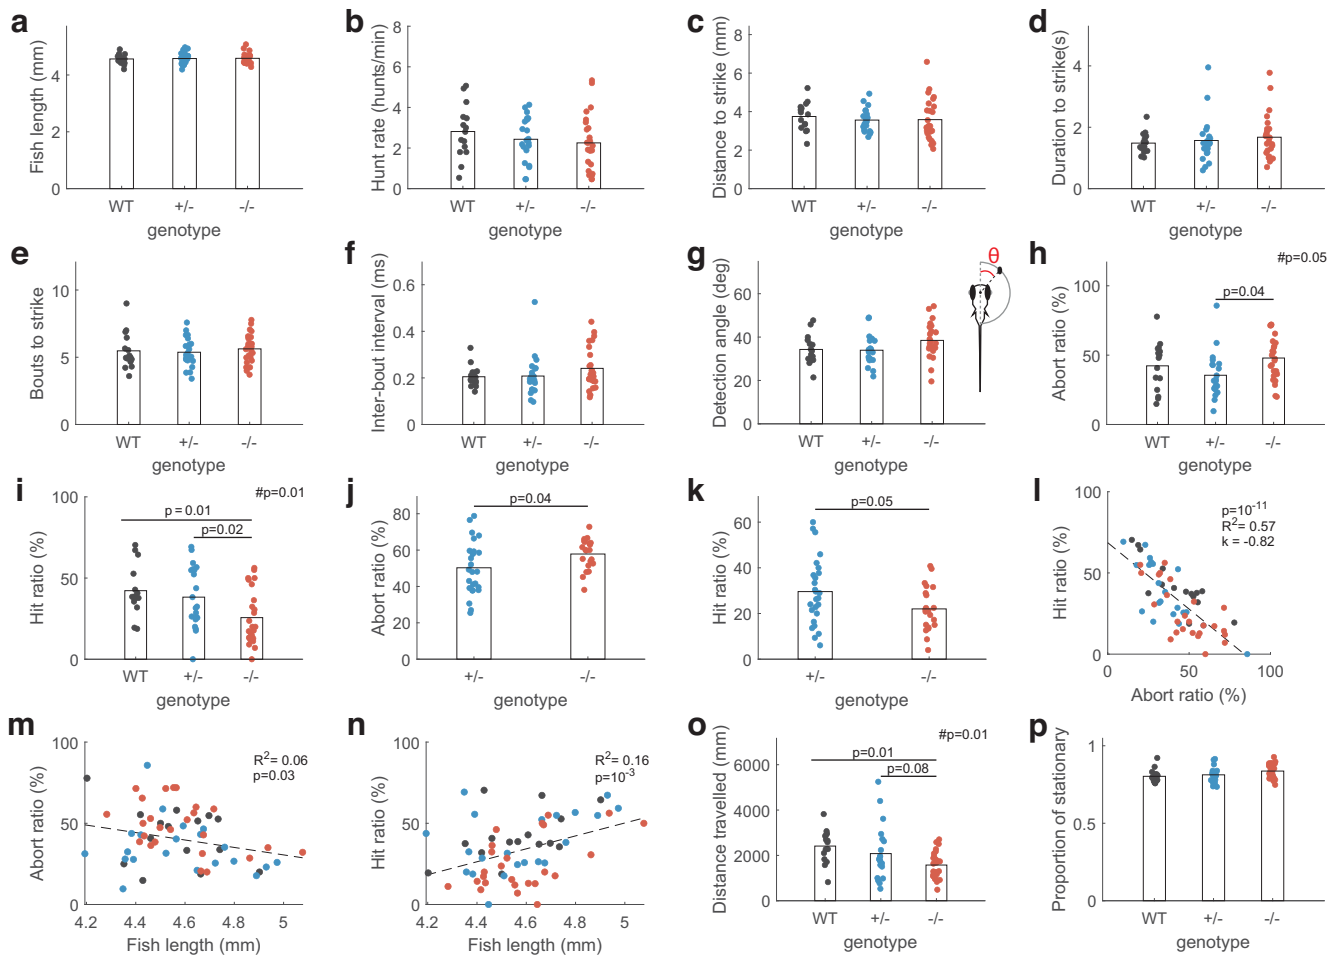 a
Fish length (mm)
4
2
0
WT
+/-
-/-
genotype
b
Hunt rate (hunts/min)
8
6
4
2
0
WT
+/-
-/-
genotype
c
Distance to strike (mm)
8
6
4
2
0
WT
+/-
-/-
genotype
d
Duration to strike(s)
4
2
0
WT
+/-
-/-
genotype
e
Bouts to strike
10
5
0
WT
+/-
-/-
genotype
f
Inter-bout interval (ms)
0.6
0.4
0.2
0
WT
+/-
-/-
genotype
g
Detection angle (deg)
60
40
20
0
WT
+/-
-/-
genotype
θ
h
#p=0.05
p=0.04
Abort ratio (%)
100
50
0
WT
+/-
-/-
genotype
i
#p=0.01
p=0.01
p=0.02
Hit ratio (%)
100
50
0
WT
+/-
-/-
genotype
j
p=0.04
Abort ratio (%)
80
60
40
20
0
+/-
-/-
genotype
k
p=0.05
Hit ratio (%)
60
40
20
0
+/-
-/-
genotype
l
p=10⁻¹¹
R²= 0.57
k = -0.82
Hit ratio (%)
100
50
0
0
50
100
Abort ratio (%)
m
R²= 0.06
p=0.03
Abort ratio (%)
100
50
0
4.2
4.4
4.6
4.8
5
Fish length (mm)
n
R²= 0.16
p=10⁻³
Hit ratio (%)
100
50
0
4.2
4.4
4.6
4.8
5
Fish length (mm)
o
#p=0.01
p=0.01
p=0.08
Distance travelled (mm)
6000
4000
2000
0
WT
+/-
-/-
genotype
p
Proportion of stationary
1
0.5
0
WT
+/-
-/-
genotype